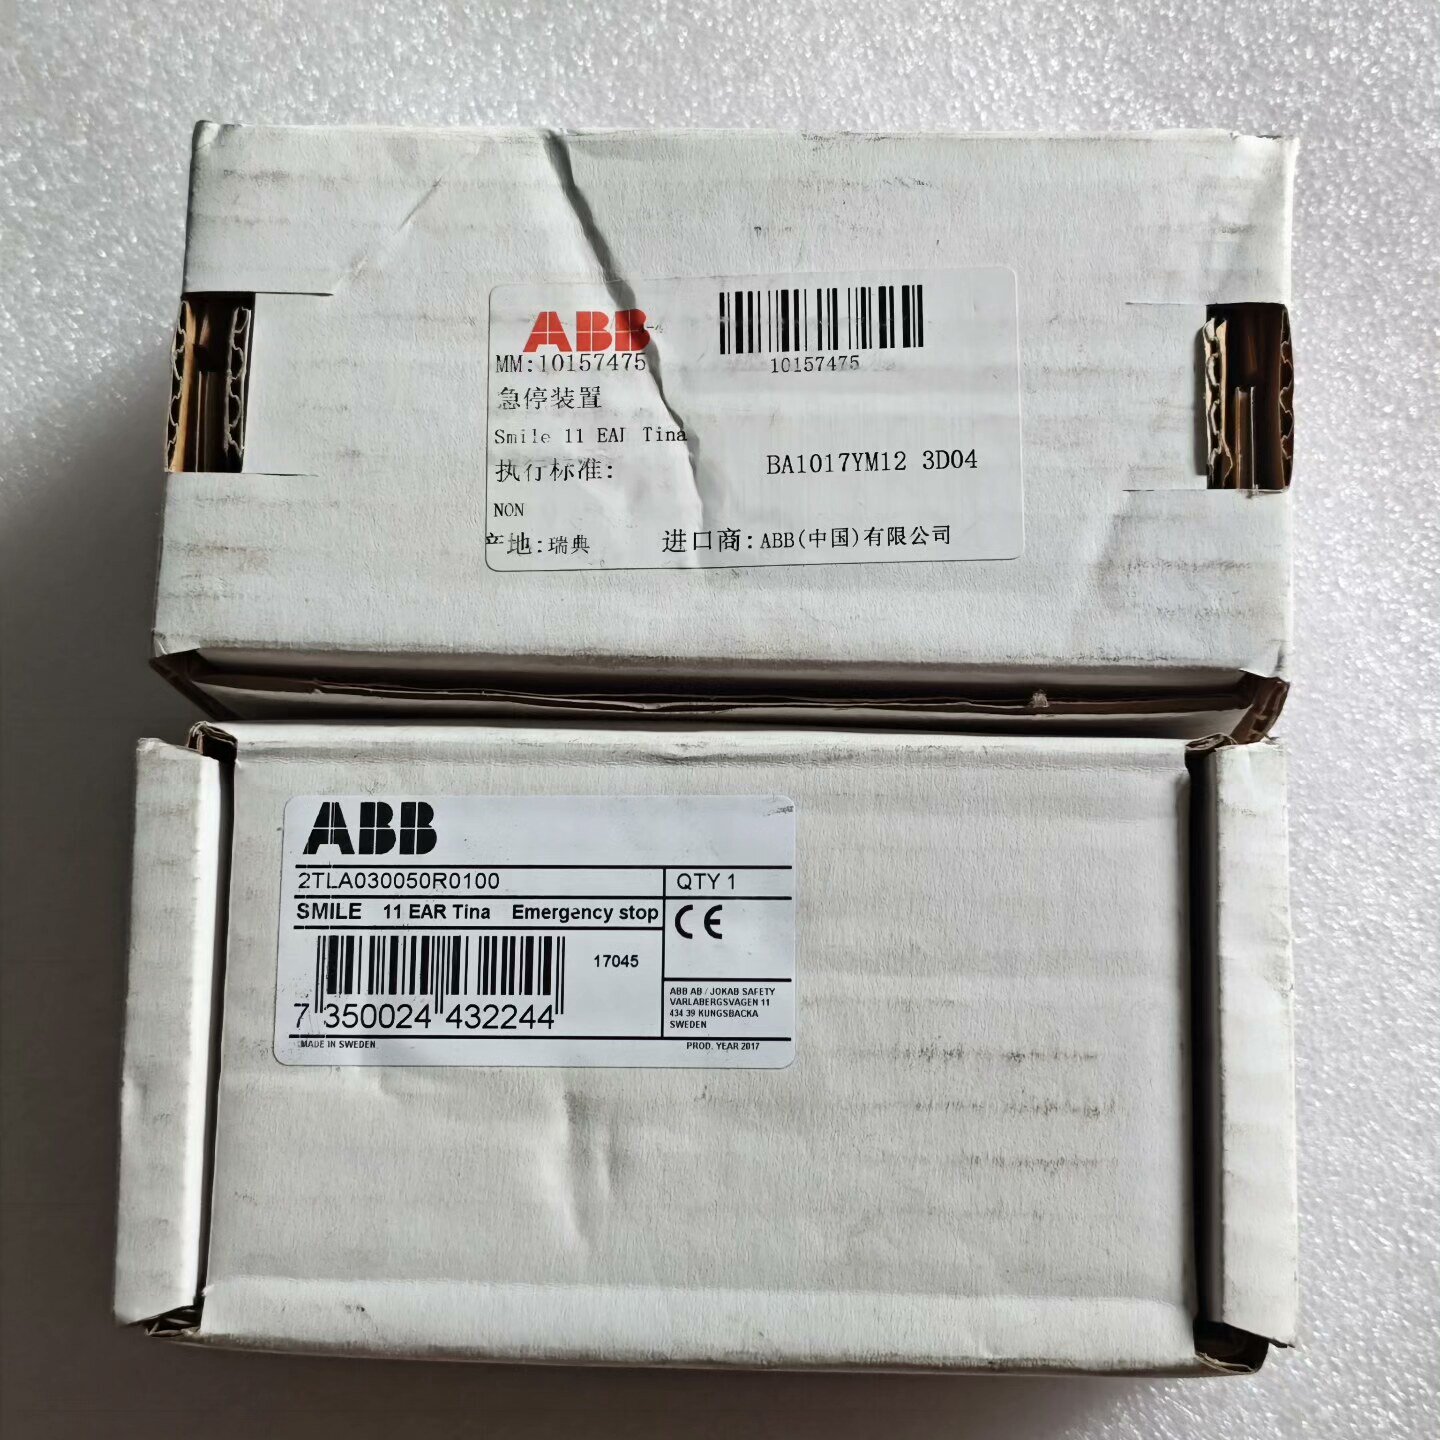 ABB
MM:10157475
10157475
急停装置
Smile 11 EAR Tina
执行标准:
BA1017YM12 3D04
NON
产地:瑞典
进口商:ABB(中国)有限公司
ABB
2TLA030050R0100
QTY 1
SMILE 11 EAR Tina Emergency stop
CE
17045
7 350024 432244
ABB AB / JOKAB SAFETY
VARLABERGSVAGEN 11
434 39 KUNGSBACKA
SWEDEN
MADE IN SWEDEN
PROD. YEAR 2017